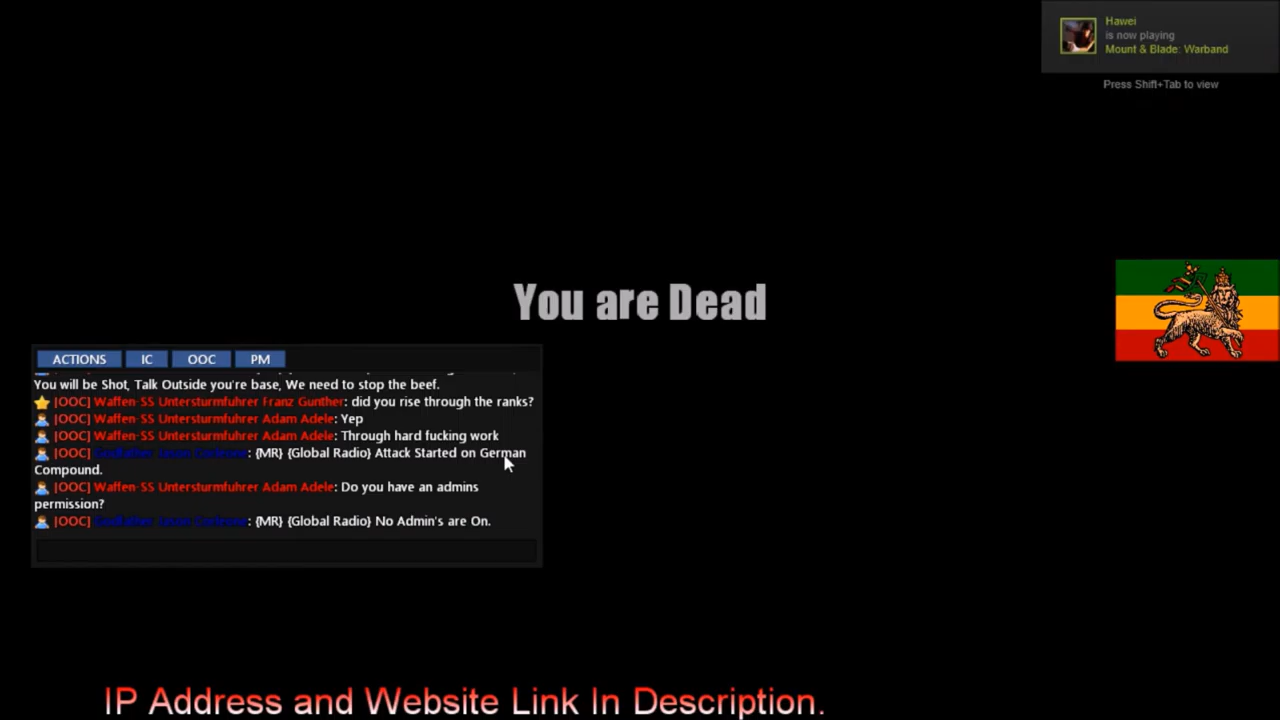 Hawei
is now playing
Mount & Blade: Warband
Press Shift+Tab to view
You are Dead
ACTIONS IC OOC PM
You will be Shot, Talk Outside you're base, We need to stop the beef.
[OOC] Waffen-SS Untersturmfuhrer Franz Gunther: did you rise through the ranks?
[OOC] Waffen-SS Untersturmfuhrer Adam Adele: Yep
[OOC] Waffen-SS Untersturmfuhrer Adam Adele: Through hard fucking work
[OOC] Godfather : {MR} {Global Radio} Attack Started on German
Compound.
[OOC] Waffen-SS Untersturmfuhrer Adam Adele: Do you have an admins
permission?
[OOC] Godfather : {MR} {Global Radio} No Admin's are On.
IP Address and Website Link In Description.